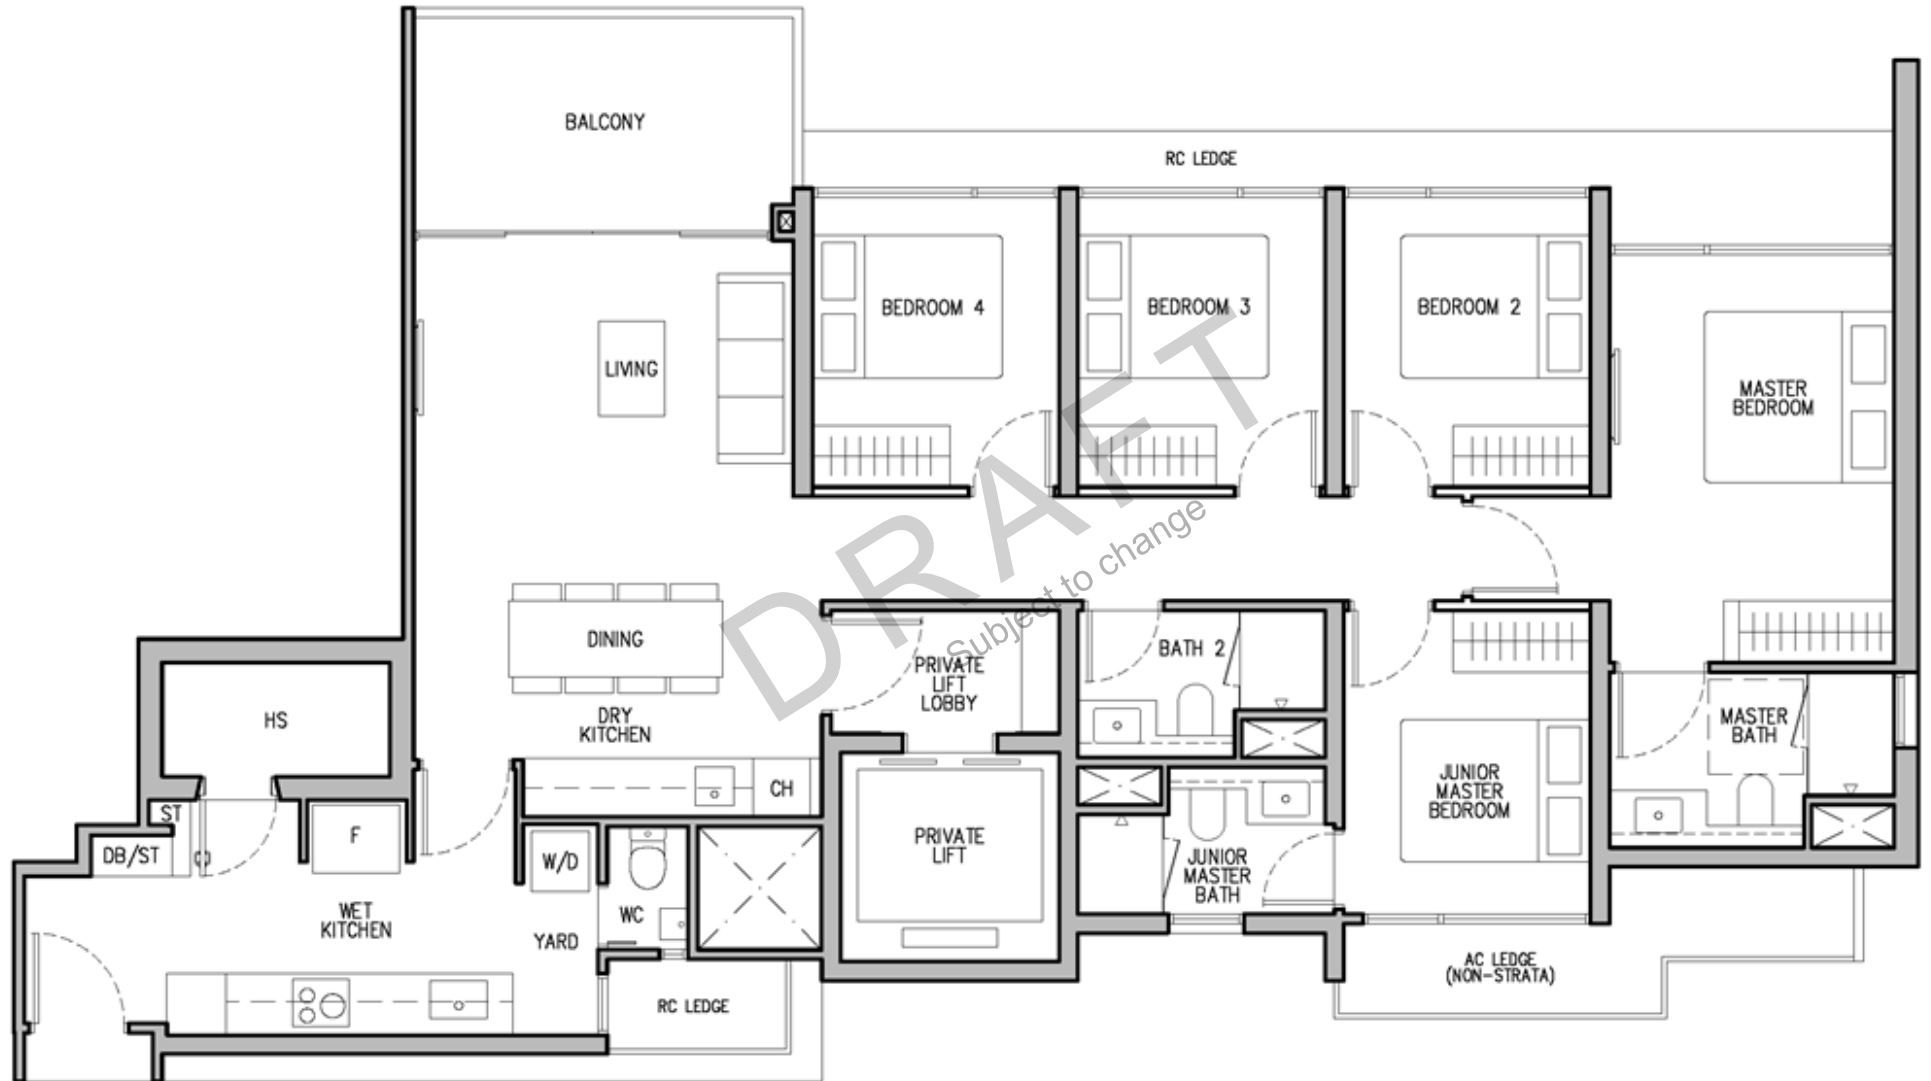 BALCONY
RC LEDGE
BEDROOM 4
BEDROOM 3
BEDROOM 2
LIVING
MASTER
BEDROOM
DRAFT
Subject to change
DINING
BATH 2
PRIVATE
LIFT
LOBBY
HS
DRY
KITCHEN
MASTER
BATH
CH
JUNIOR
MASTER
BEDROOM
ST
F
PRIVATE
LIFT
DB/ST
W/D
JUNIOR
MASTER
BATH
WET
KITCHEN
WC
YARD
AC LEDGE
(NON-STRATA)
RC LEDGE